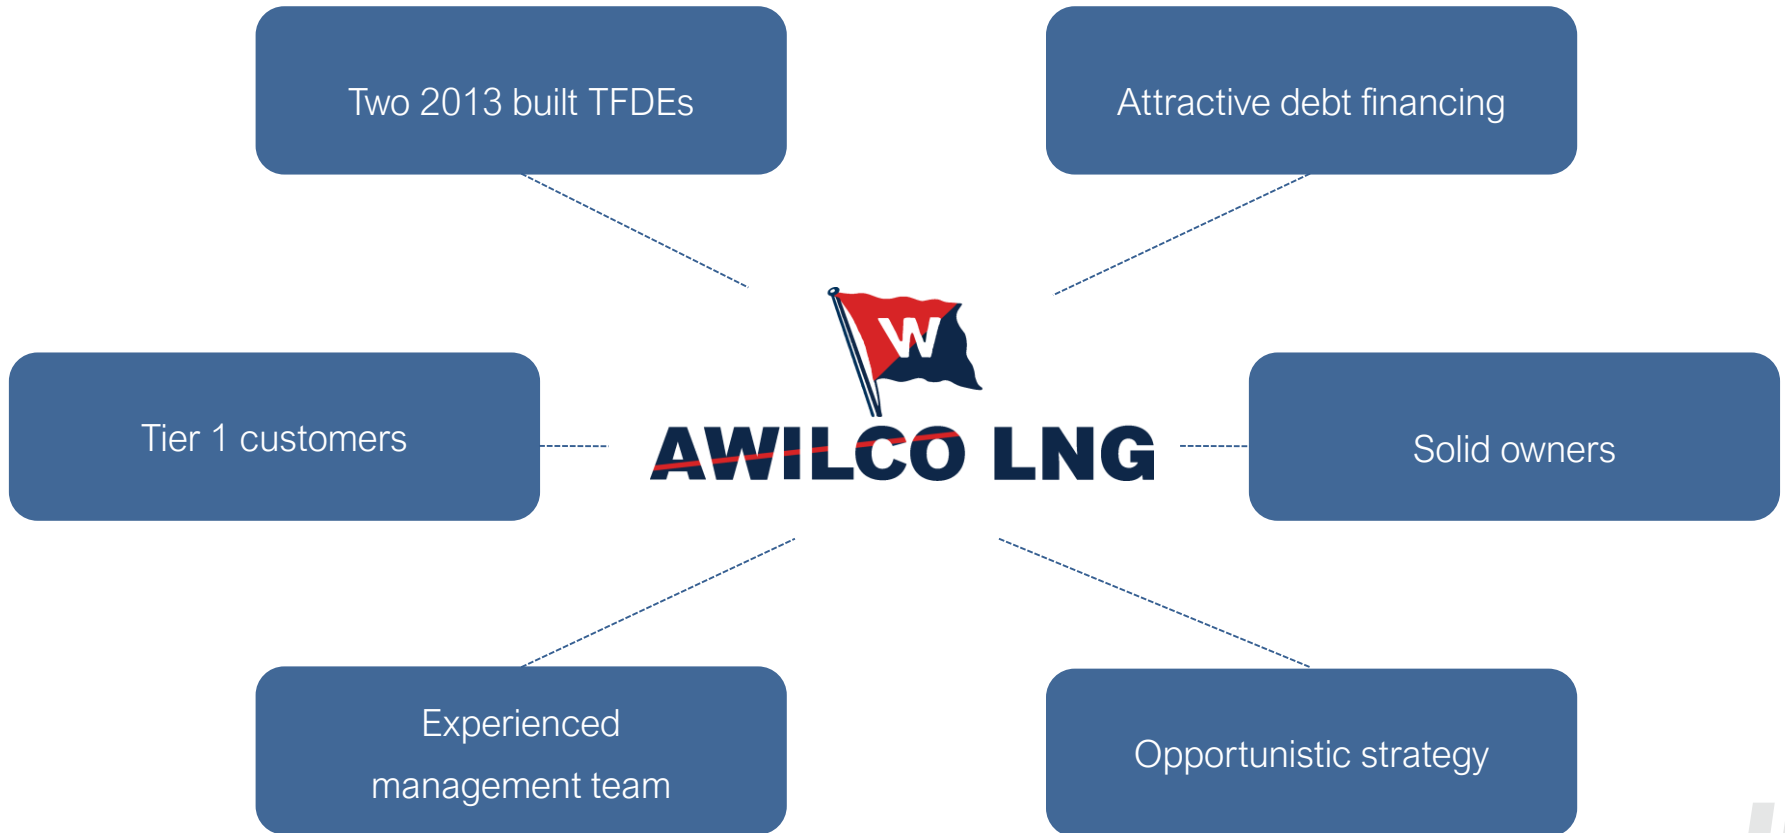 Two 2013 built TFDEs
Attractive debt financing
W
AWILCO LNG
Tier 1 customers
Solid owners
Experienced
management team
Opportunistic strategy